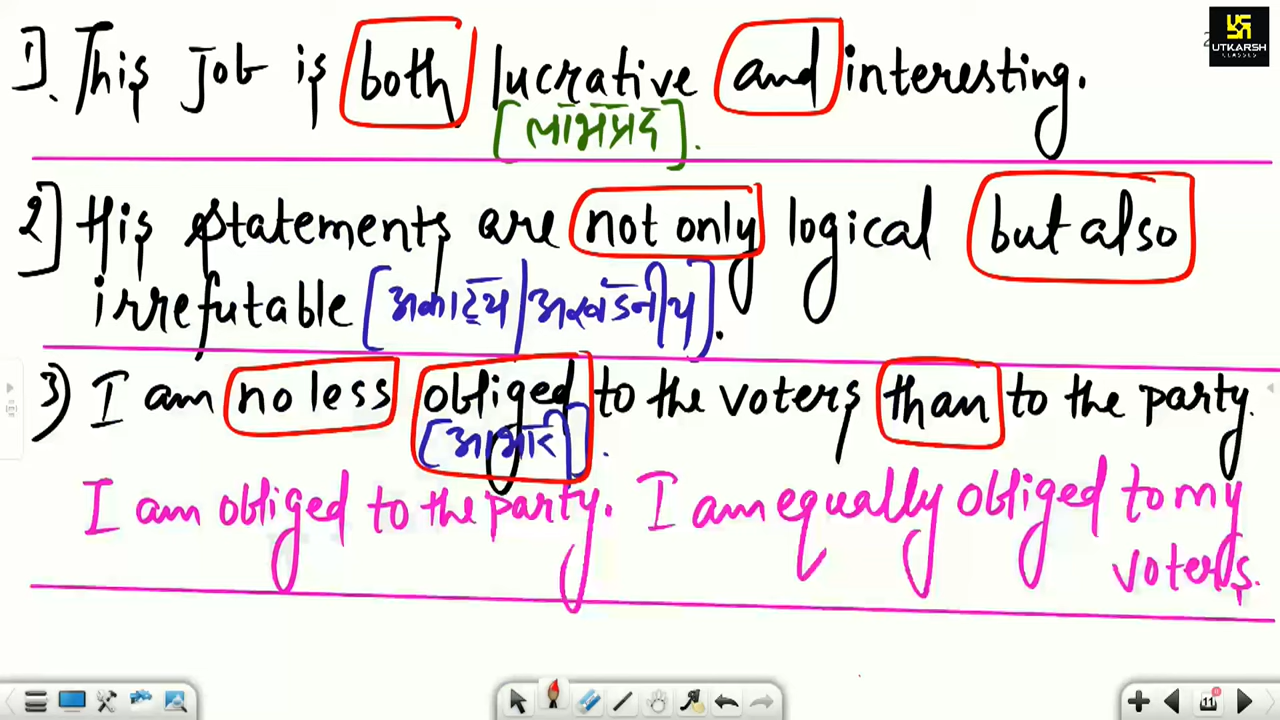 1]. This job is both lucrative and interesting.
[लाभप्रद].
2] His statements are not only logical but also
irrefutable [अकाट्य/अखंडनीय].
3) I am no less obliged to the voters than to the party.
[आभारी].
I am obliged to the party. I am equally obliged to my
voters.
UTKARSH
CLASSES
11